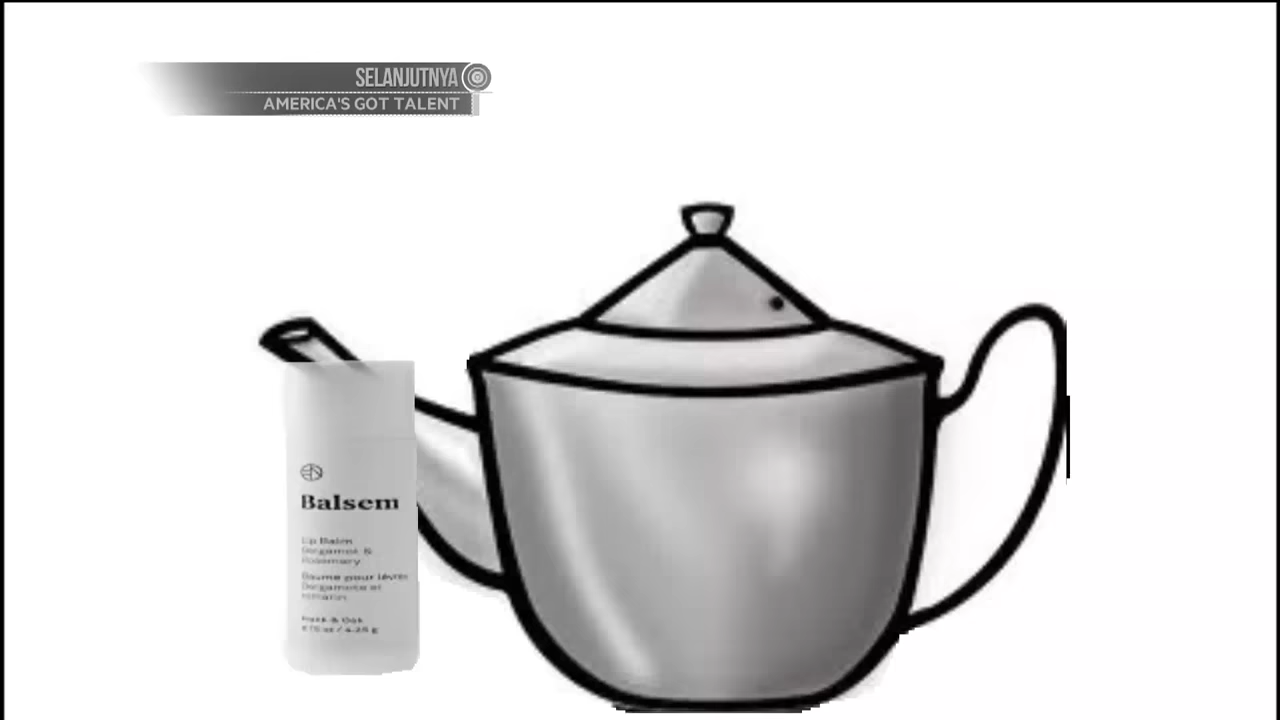 SELANJUTNYA
AMERICA'S GOT TALENT
Balsem
Lip Balm
Bergamot &
Rosemary
Baume pour lèvres
Bergamote et
romarin